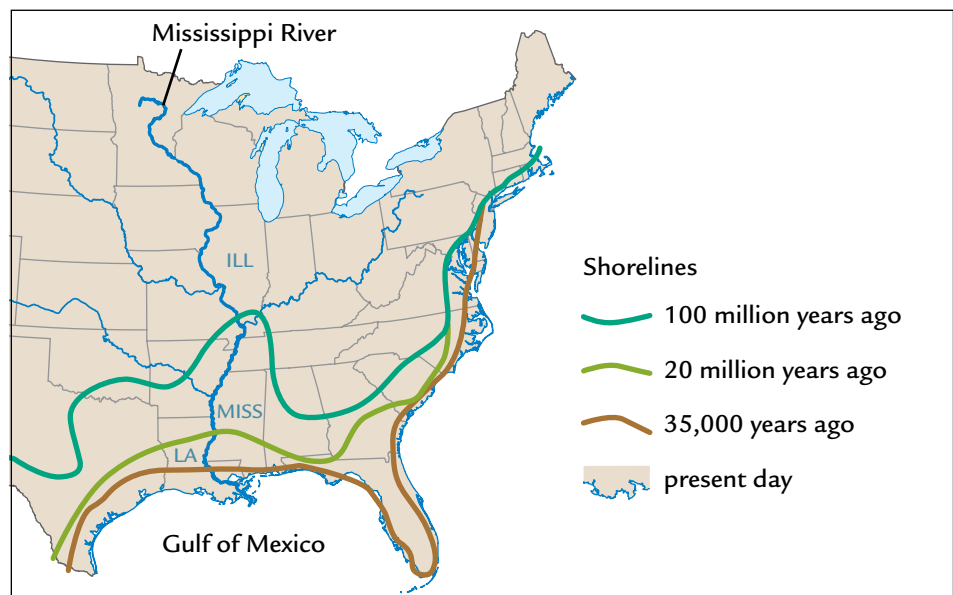 Mississippi River
ILL
MISS
LA
Gulf of Mexico
Shorelines
100 million years ago
20 million years ago
35,000 years ago
present day